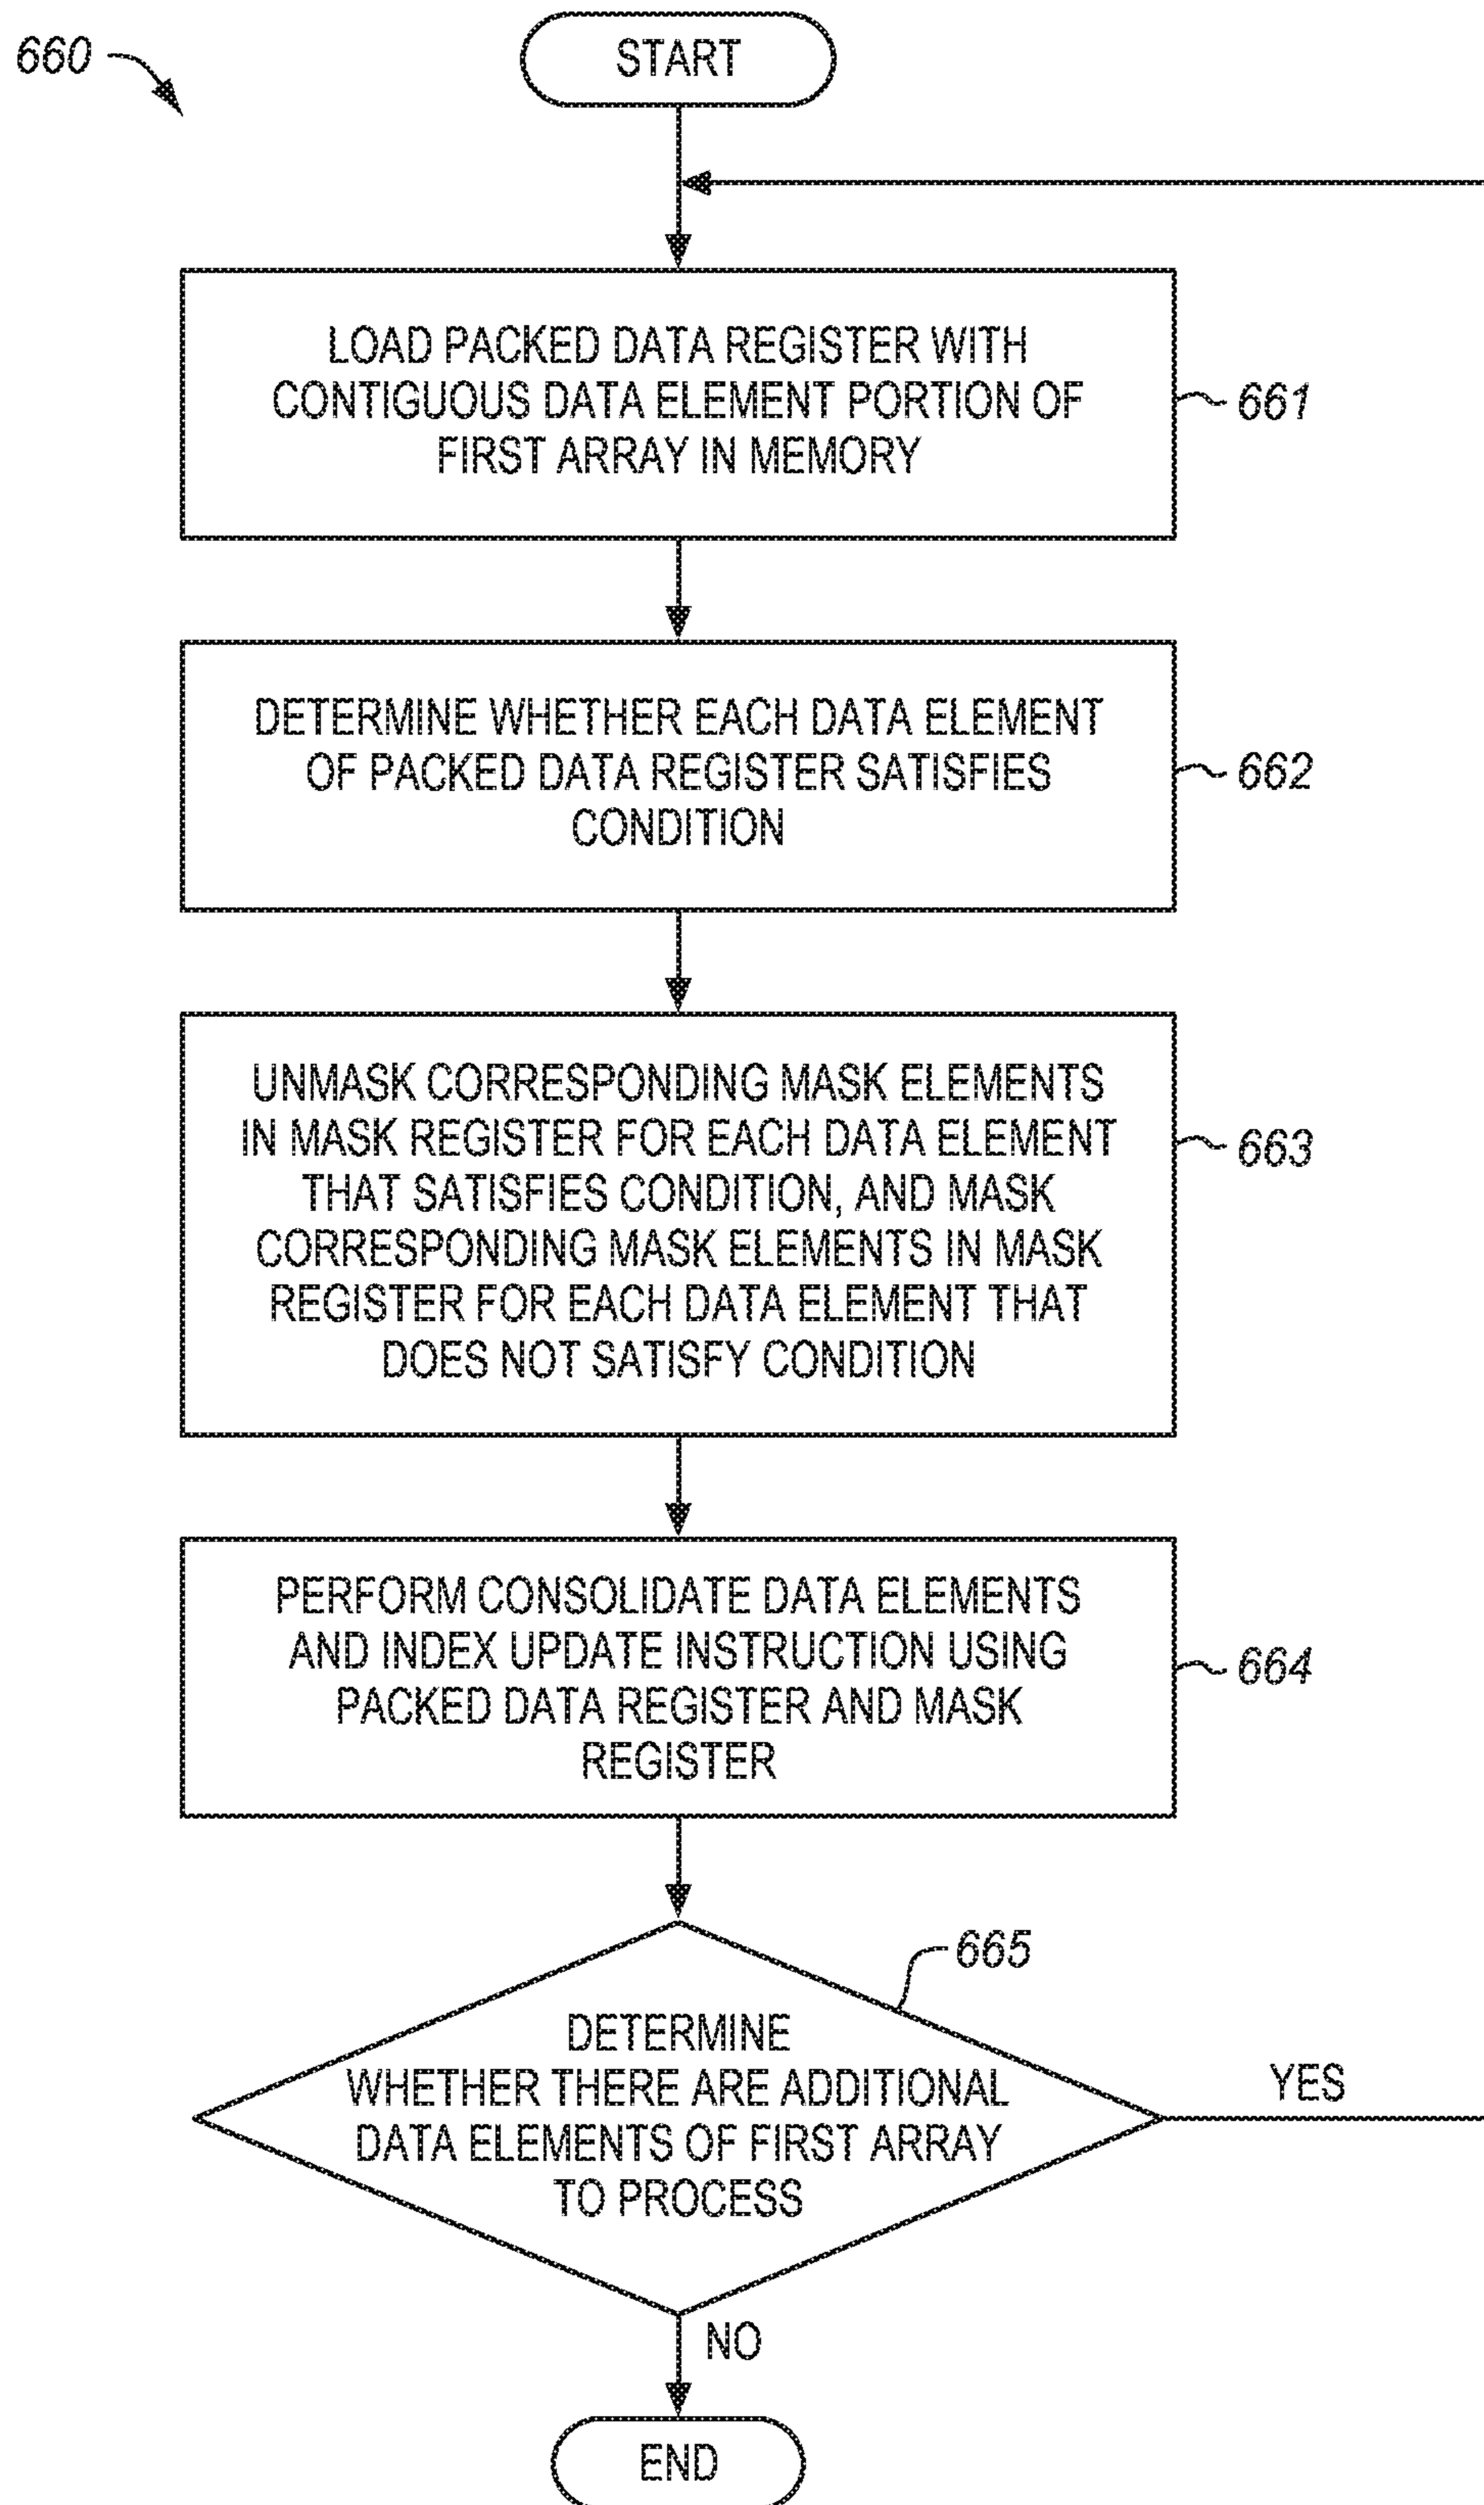 660
START
LOAD PACKED DATA REGISTER WITH
CONTIGUOUS DATA ELEMENT PORTION OF
FIRST ARRAY IN MEMORY
661
DETERMINE WHETHER EACH DATA ELEMENT
OF PACKED DATA REGISTER SATISFIES
CONDITION
662
UNMASK CORRESPONDING MASK ELEMENTS
IN MASK REGISTER FOR EACH DATA ELEMENT
THAT SATISFIES CONDITION, AND MASK
CORRESPONDING MASK ELEMENTS IN MASK
REGISTER FOR EACH DATA ELEMENT THAT
DOES NOT SATISFY CONDITION
663
PERFORM CONSOLIDATE DATA ELEMENTS
AND INDEX UPDATE INSTRUCTION USING
PACKED DATA REGISTER AND MASK
REGISTER
664
665
DETERMINE
WHETHER THERE ARE ADDITIONAL
DATA ELEMENTS OF FIRST ARRAY
TO PROCESS
YES
NO
END